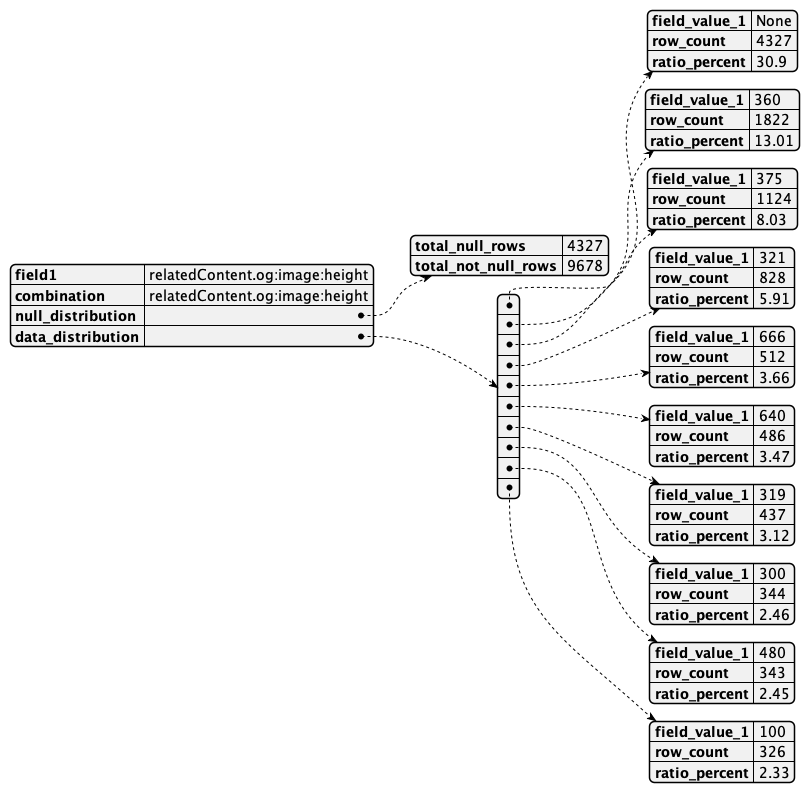 field1 relatedContent.og:image:height
combination relatedContent.og:image:height
null_distribution
data_distribution
total_null_rows 4327
total_not_null_rows 9678
field_value_1 None
row_count 4327
ratio_percent 30.9
field_value_1 360
row_count 1822
ratio_percent 13.01
field_value_1 375
row_count 1124
ratio_percent 8.03
field_value_1 321
row_count 828
ratio_percent 5.91
field_value_1 666
row_count 512
ratio_percent 3.66
field_value_1 640
row_count 486
ratio_percent 3.47
field_value_1 319
row_count 437
ratio_percent 3.12
field_value_1 300
row_count 344
ratio_percent 2.46
field_value_1 480
row_count 343
ratio_percent 2.45
field_value_1 100
row_count 326
ratio_percent 2.33